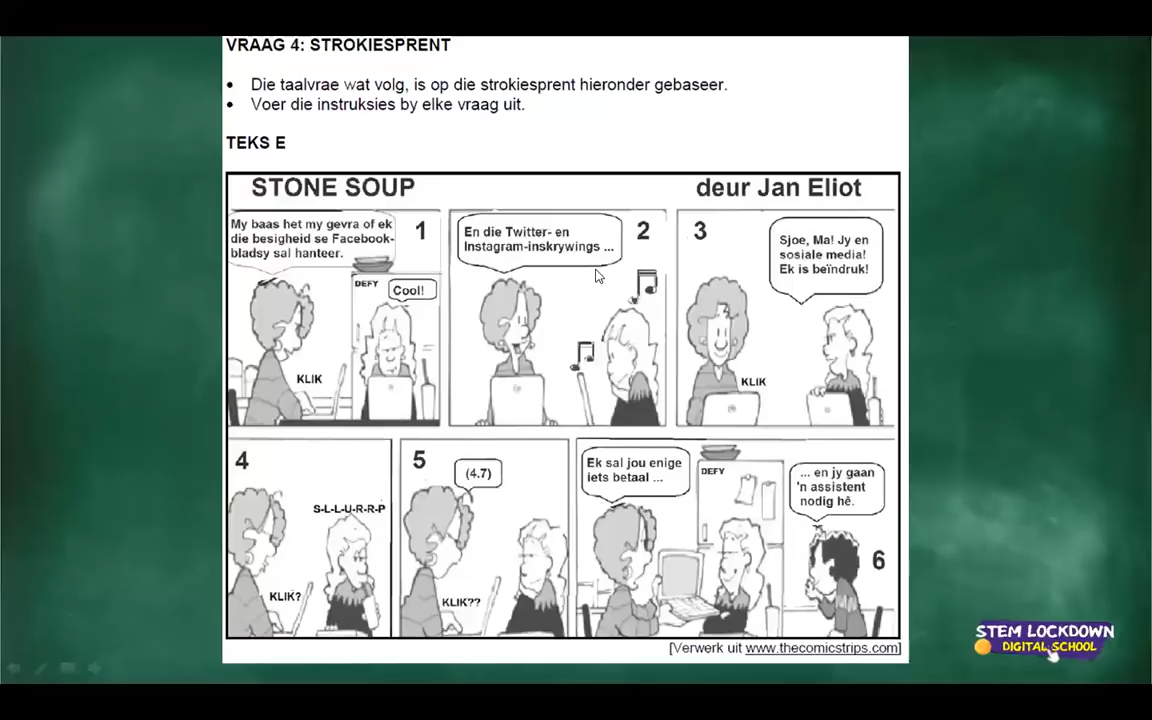 VRAAG 4: STROKIESPRENT
• Die taalvrae wat volg, is op die strokiesprent hieronder gebaseer.
• Voer die instruksies by elke vraag uit.
TEKS E
STONE SOUP
deur Jan Eliot
My baas het my gevra of ek
die besigheid se Facebook-
bladsy sal hanteer.
1
DEFY
Cool!
KLIK
En die Twitter- en
Instagram-inskrywings ...
2
3
Sjoe, Ma! Jy en
sosiale media!
Ek is beïndruk!
KLIK
4
S-L-L-U-R-R-P
KLIK?
5
(4.7)
KLIK??
Ek sal jou enige
iets betaal ...
DEFY
... en jy gaan
'n assistent
nodig hê.
6
[Verwerk uit www.thecomicstrips.com]
STEM LOCKDOWN
DIGITAL SCHOOL